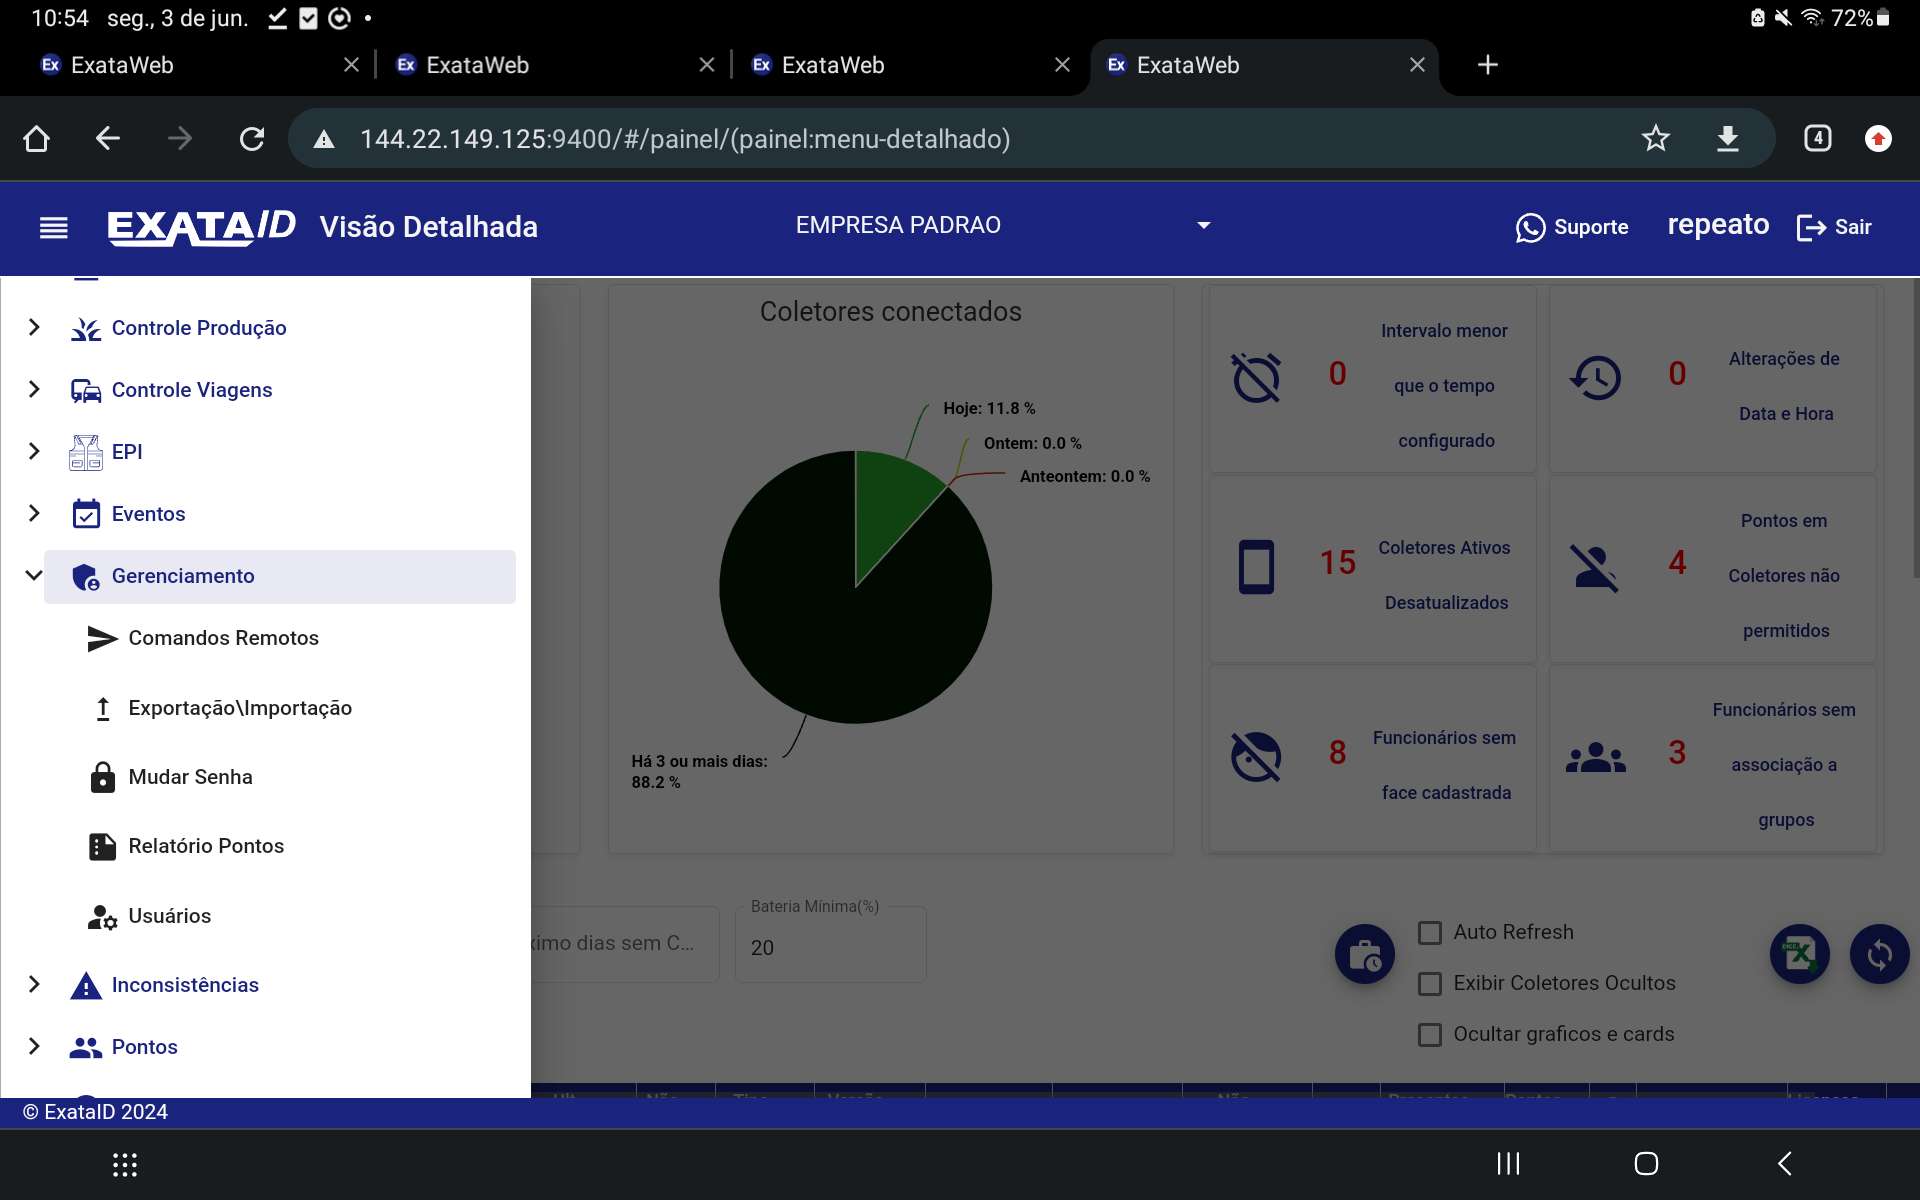 10:54 seg., 3 de jun. 72%
ExataWeb
ExataWeb
ExataWeb
ExataWeb
144.22.149.125:9400/#/painel/(painel:menu-detalhado)
4
EXATAID Visão Detalhada
EMPRESA PADRAO
Suporte
repeato
Sair
Controle Produção
Controle Viagens
EPI
Eventos
Gerenciamento
Comandos Remotos
Exportação\Importação
Mudar Senha
Relatório Pontos
Usuários
Inconsistências
Pontos
Coletores conectados
Hoje: 11.8 %
Ontem: 0.0 %
Anteontem: 0.0 %
Há 3 ou mais dias:
88.2 %
0
Intervalo menor
que o tempo
configurado
0
Alterações de
Data e Hora
15
Coletores Ativos
Desatualizados
4
Pontos em
Coletores não
permitidos
8
Funcionários sem
face cadastrada
3
Funcionários sem
associação a
grupos
dias sem C...
Bateria Mínima(%)
20
Auto Refresh
Exibir Coletores Ocultos
Ocultar graficos e cards
© ExataID 2024